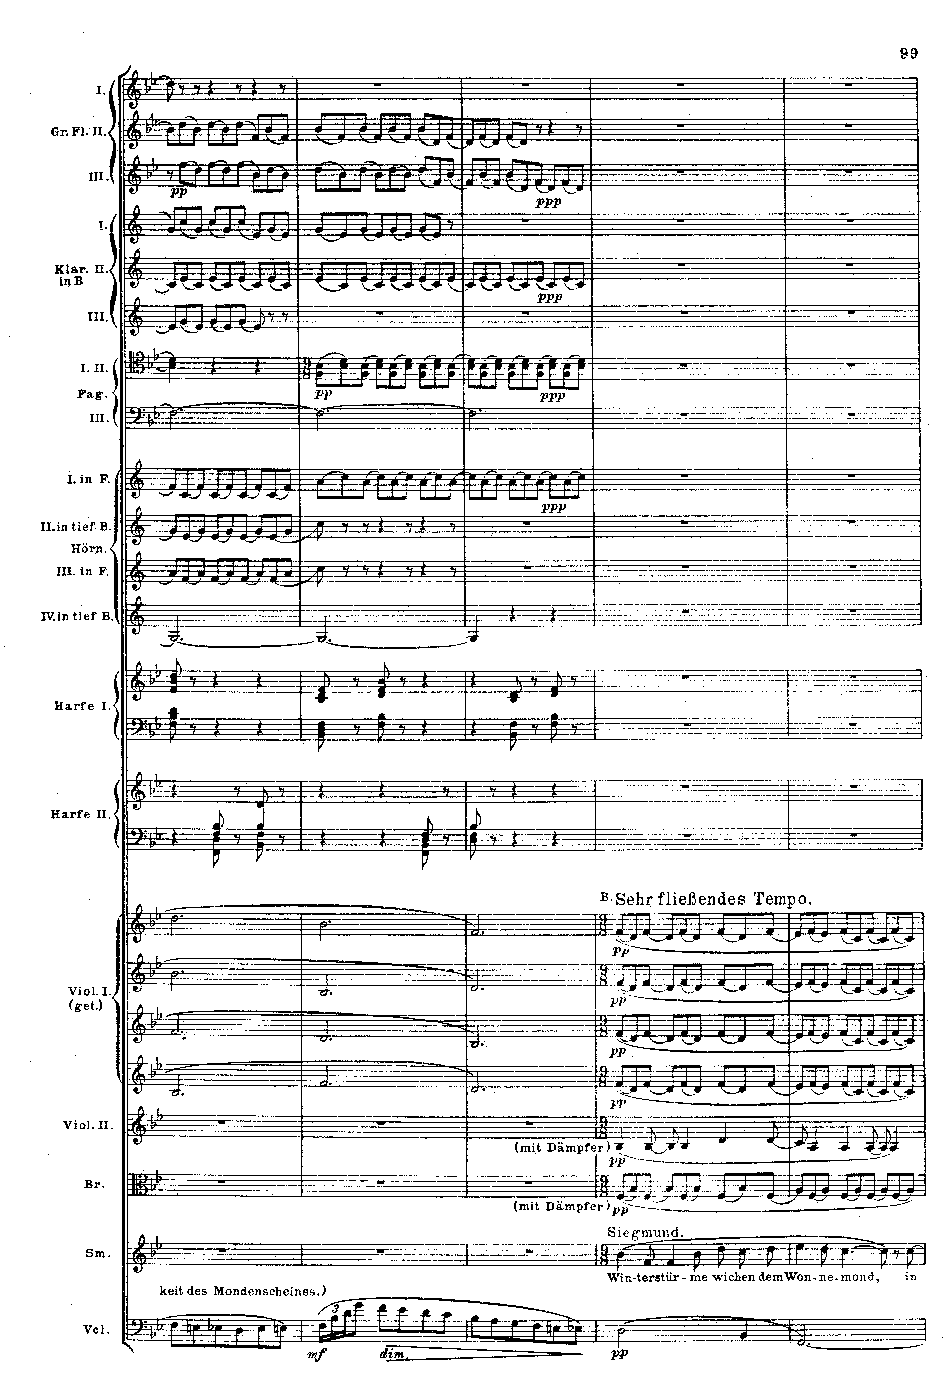 99
I.
Gr. Fl. II.
III.
pp
ppp
I.
Klar. II.
in B
III.
ppp
I. II.
Fag.
III.
pp
ppp
I. in F.
II. in tief B.
Hörn.
III. in F.
IV. in tief B.
ppp
Harfe I.
Harfe II.
B. Sehr fließendes Tempo.
Viol. I.
(get.)
pp
pp
pp
pp
Viol. II.
(mit Dämpfer)
pp
Br.
(mit Dämpfer) pp
Siegmund.
Sm.
Win-terstür-me wichen dem Won-ne-mond, in
keit des Mondenscheines.)
3
Vcl.
mf dim. pp